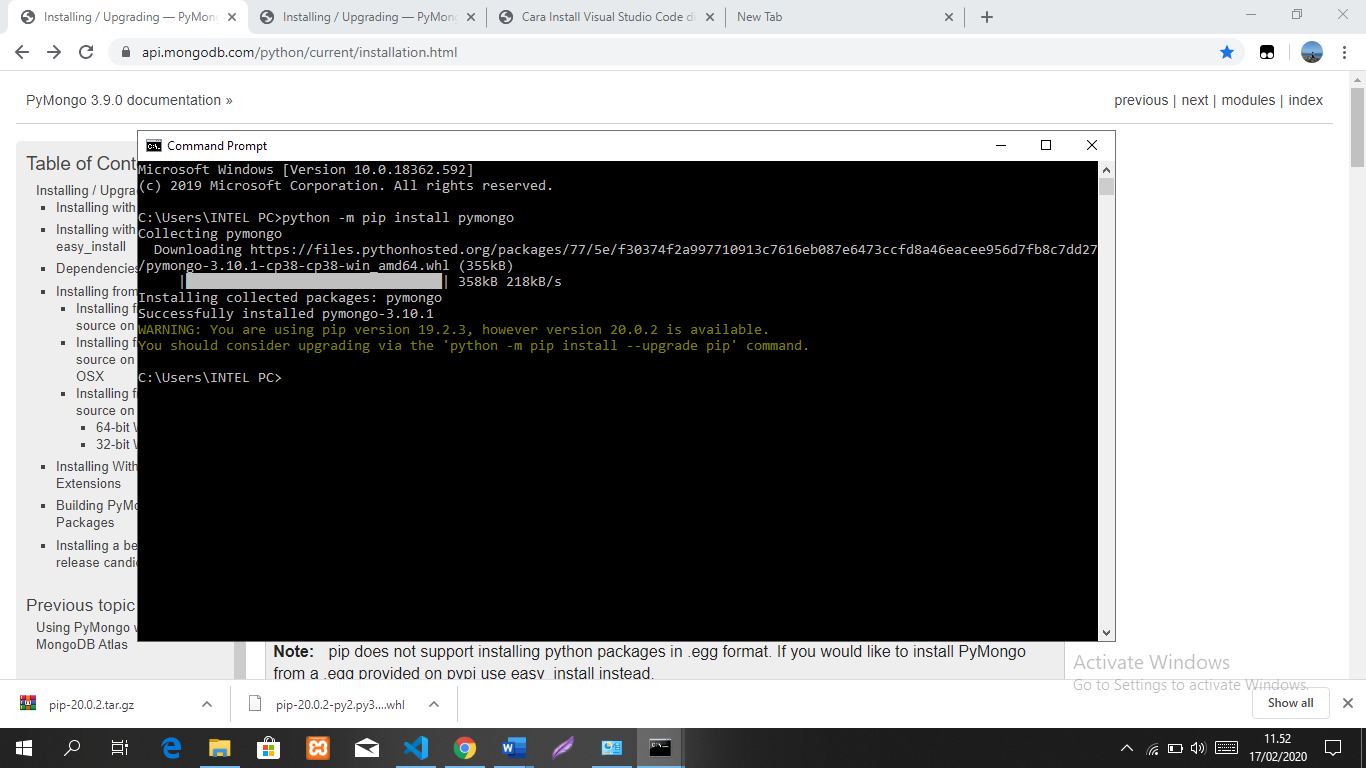 Installing / Upgrading — PyMong
Installing / Upgrading — PyMong
Cara Install Visual Studio Code di
New Tab
api.mongodb.com/python/current/installation.html
PyMongo 3.9.0 documentation »
previous | next | modules | index
Table of Cont
Installing / Upgra
Installing with
Installing with
easy_install
Dependencies
Installing from
Installing f
source on
Installing f
source on
OSX
Installing f
source on
64-bit W
32-bit W
Installing With
Extensions
Building PyMo
Packages
Installing a be
release candi
Previous topic
Using PyMongo w
MongoDB Atlas
Command Prompt
Microsoft Windows [Version 10.0.18362.592]
(c) 2019 Microsoft Corporation. All rights reserved.
C:\Users\INTEL PC>python -m pip install pymongo
Collecting pymongo
Downloading https://files.pythonhosted.org/packages/77/5e/f30374f2a997710913c7616eb087e6473ccfd8a46eacee956d7fb8c7dd27
/pymongo-3.10.1-cp38-cp38-win_amd64.whl (355kB)
| | 358kB 218kB/s
Installing collected packages: pymongo
Successfully installed pymongo-3.10.1
WARNING: You are using pip version 19.2.3, however version 20.0.2 is available.
You should consider upgrading via the 'python -m pip install --upgrade pip' command.
C:\Users\INTEL PC>
Note: pip does not support installing python packages in .egg format. If you would like to install PyMongo
from a .egg provided on pypi use easy_install instead.
Activate Windows
Go to Settings to activate Windows.
pip-20.0.2.tar.gz
pip-20.0.2-py2.py3....whl
Show all
11.52
17/02/2020